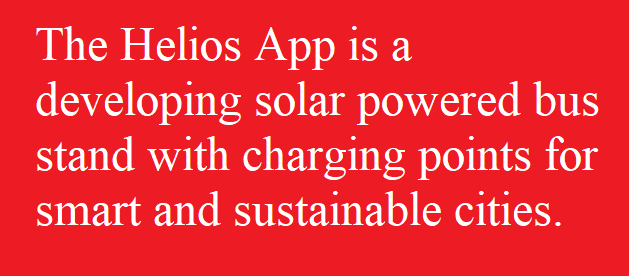 The Helios App is a
developing solar powered bus
stand with charging points for
smart and sustainable cities.